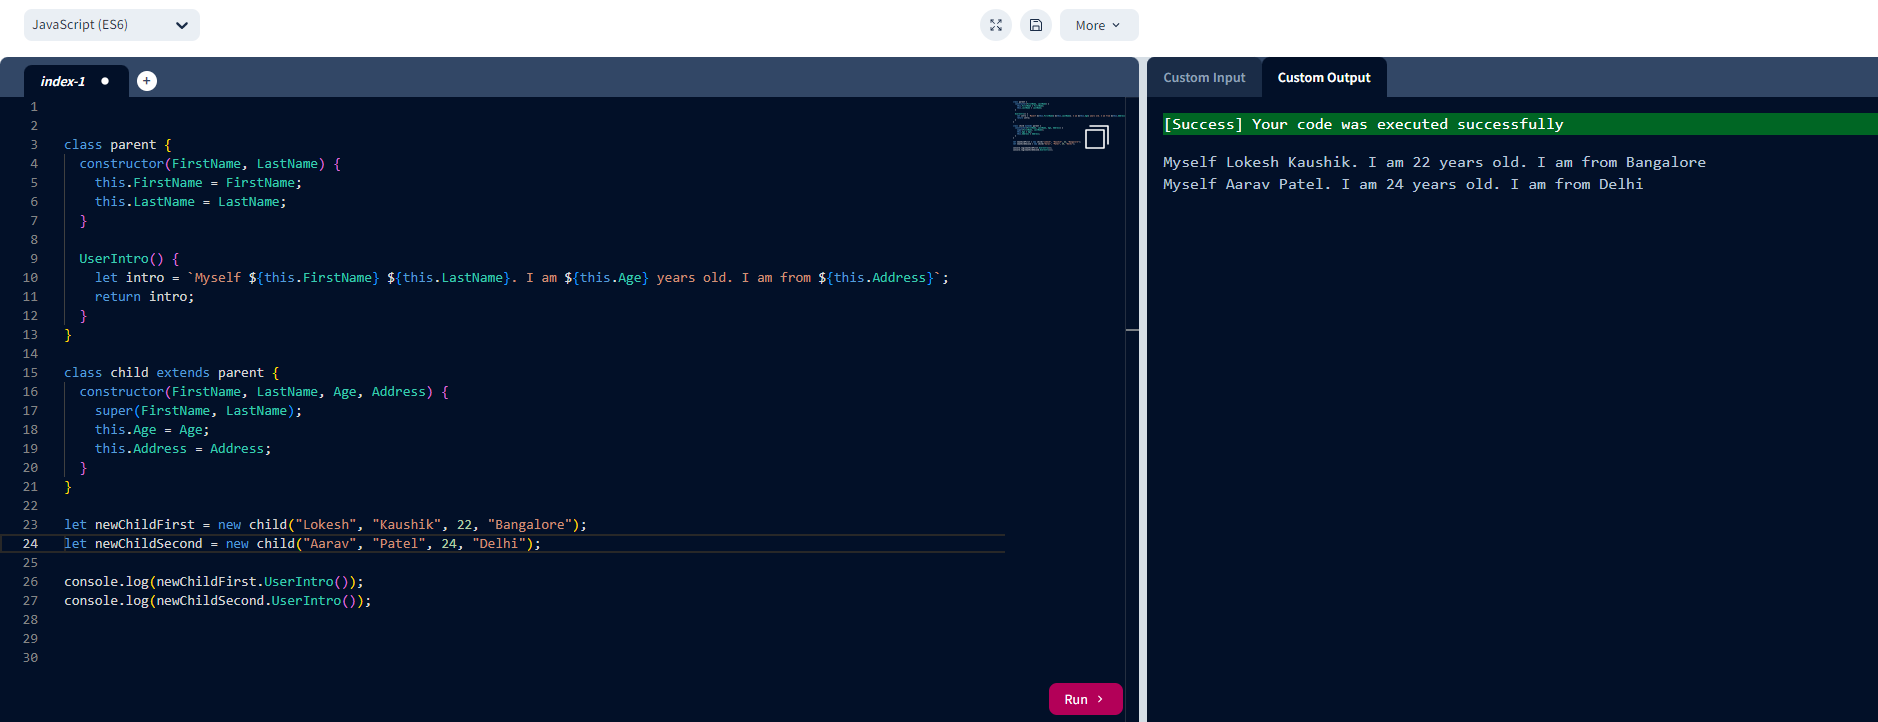 JavaScript (ES6)
More
index-1
+
Custom Input
Custom Output
1
2
3 class parent {
4   constructor(FirstName, LastName) {
5     this.FirstName = FirstName;
6     this.LastName = LastName;
7   }
8
9   UserIntro() {
10     let intro = `Myself ${this.FirstName} ${this.LastName}. I am ${this.Age} years old. I am from ${this.Address}`;
11     return intro;
12   }
13 }
14
15 class child extends parent {
16   constructor(FirstName, LastName, Age, Address) {
17     super(FirstName, LastName);
18     this.Age = Age;
19     this.Address = Address;
20   }
21 }
22
23 let newChildFirst = new child("Lokesh", "Kaushik", 22, "Bangalore");
24 let newChildSecond = new child("Aarav", "Patel", 24, "Delhi");
25
26 console.log(newChildFirst.UserIntro());
27 console.log(newChildSecond.UserIntro());
28
29
30
Run
[Success] Your code was executed successfully
Myself Lokesh Kaushik. I am 22 years old. I am from Bangalore
Myself Aarav Patel. I am 24 years old. I am from Delhi